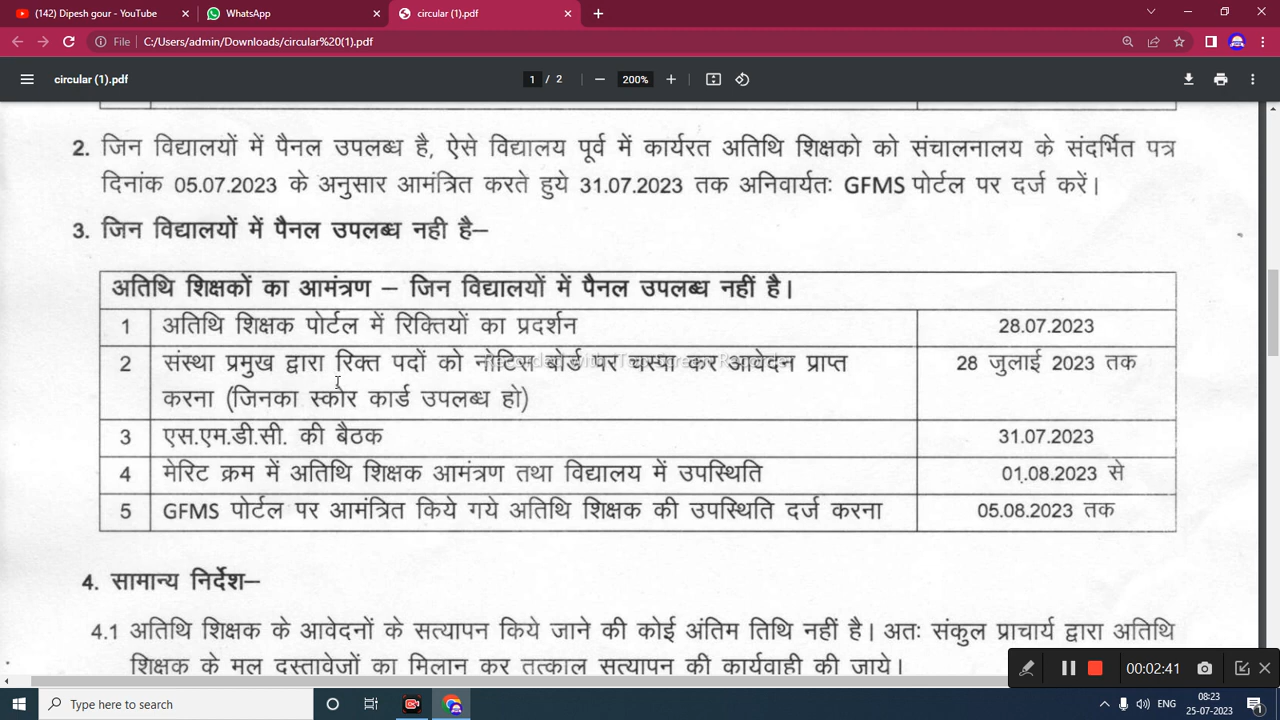 (142) Dipesh gour - YouTube
WhatsApp
circular (1).pdf
File
C:/Users/admin/Downloads/circular%20(1).pdf
circular (1).pdf
1 / 2
200%
2. जिन विद्यालयों में पैनल उपलब्ध है, ऐसे विद्यालय पूर्व में कार्यरत अतिथि शिक्षको को संचालनालय के संदर्भित पत्र
दिनांक 05.07.2023 के अनुसार आमंत्रित करते हुये 31.07.2023 तक अनिवार्यतः GFMS पोर्टल पर दर्ज करें।
3. जिन विद्यालयों में पैनल उपलब्ध नही है–
अतिथि शिक्षकों का आमंत्रण – जिन विद्यालयों में पैनल उपलब्ध नहीं है।
1 अतिथि शिक्षक पोर्टल में रिक्तियों का प्रदर्शन 28.07.2023
2 संस्था प्रमुख द्वारा रिक्त पदों को नोटिस बोर्ड पर चस्पा कर आवेदन प्राप्त 28 जुलाई 2023 तक
करना (जिनका स्कोर कार्ड उपलब्ध हो)
3 एस.एम.डी.सी. की बैठक 31.07.2023
4 मेरिट क्रम में अतिथि शिक्षक आमंत्रण तथा विद्यालय में उपस्थिति 01.08.2023 से
5 GFMS पोर्टल पर आमंत्रित किये गये अतिथि शिक्षक की उपस्थिति दर्ज करना 05.08.2023 तक
4. सामान्य निर्देश–
4.1 अतिथि शिक्षक के आवेदनों के सत्यापन किये जाने की कोई अंतिम तिथि नहीं है। अतः संकुल प्राचार्य द्वारा अतिथि
शिक्षक के मूल दस्तावेजों का मिलान कर तत्काल सत्यापन की कार्यवाही की जाये।
00:02:41
Type here to search
ENG
08:23
25-07-2023
1